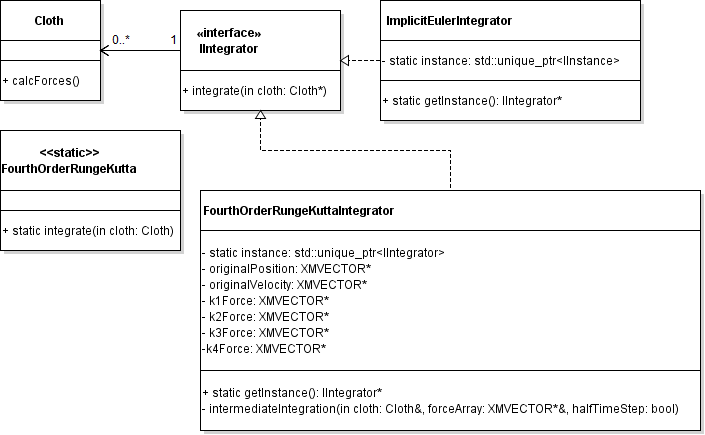 Cloth
+ calcForces()
0..*
1
«interface»
IIntegrator
+ integrate(in cloth: Cloth*)
ImplicitEulerIntegrator
- static instance: std::unique_ptr<IInstance>
+ static getInstance(): IIntegrator*
<<static>>
FourthOrderRungeKutta
+ static integrate(in cloth: Cloth)
FourthOrderRungeKuttaIntegrator
- static instance: std::unique_ptr<IIntegrator>
- originalPosition: XMVECTOR*
- originalVelocity: XMVECTOR*
- k1Force: XMVECTOR*
- k2Force: XMVECTOR*
- k3Force: XMVECTOR*
-k4Force: XMVECTOR*
+ static getInstance(): IIntegrator*
- intermediateIntegration(in cloth: Cloth&, forceArray: XMVECTOR*&, halfTimeStep: bool)